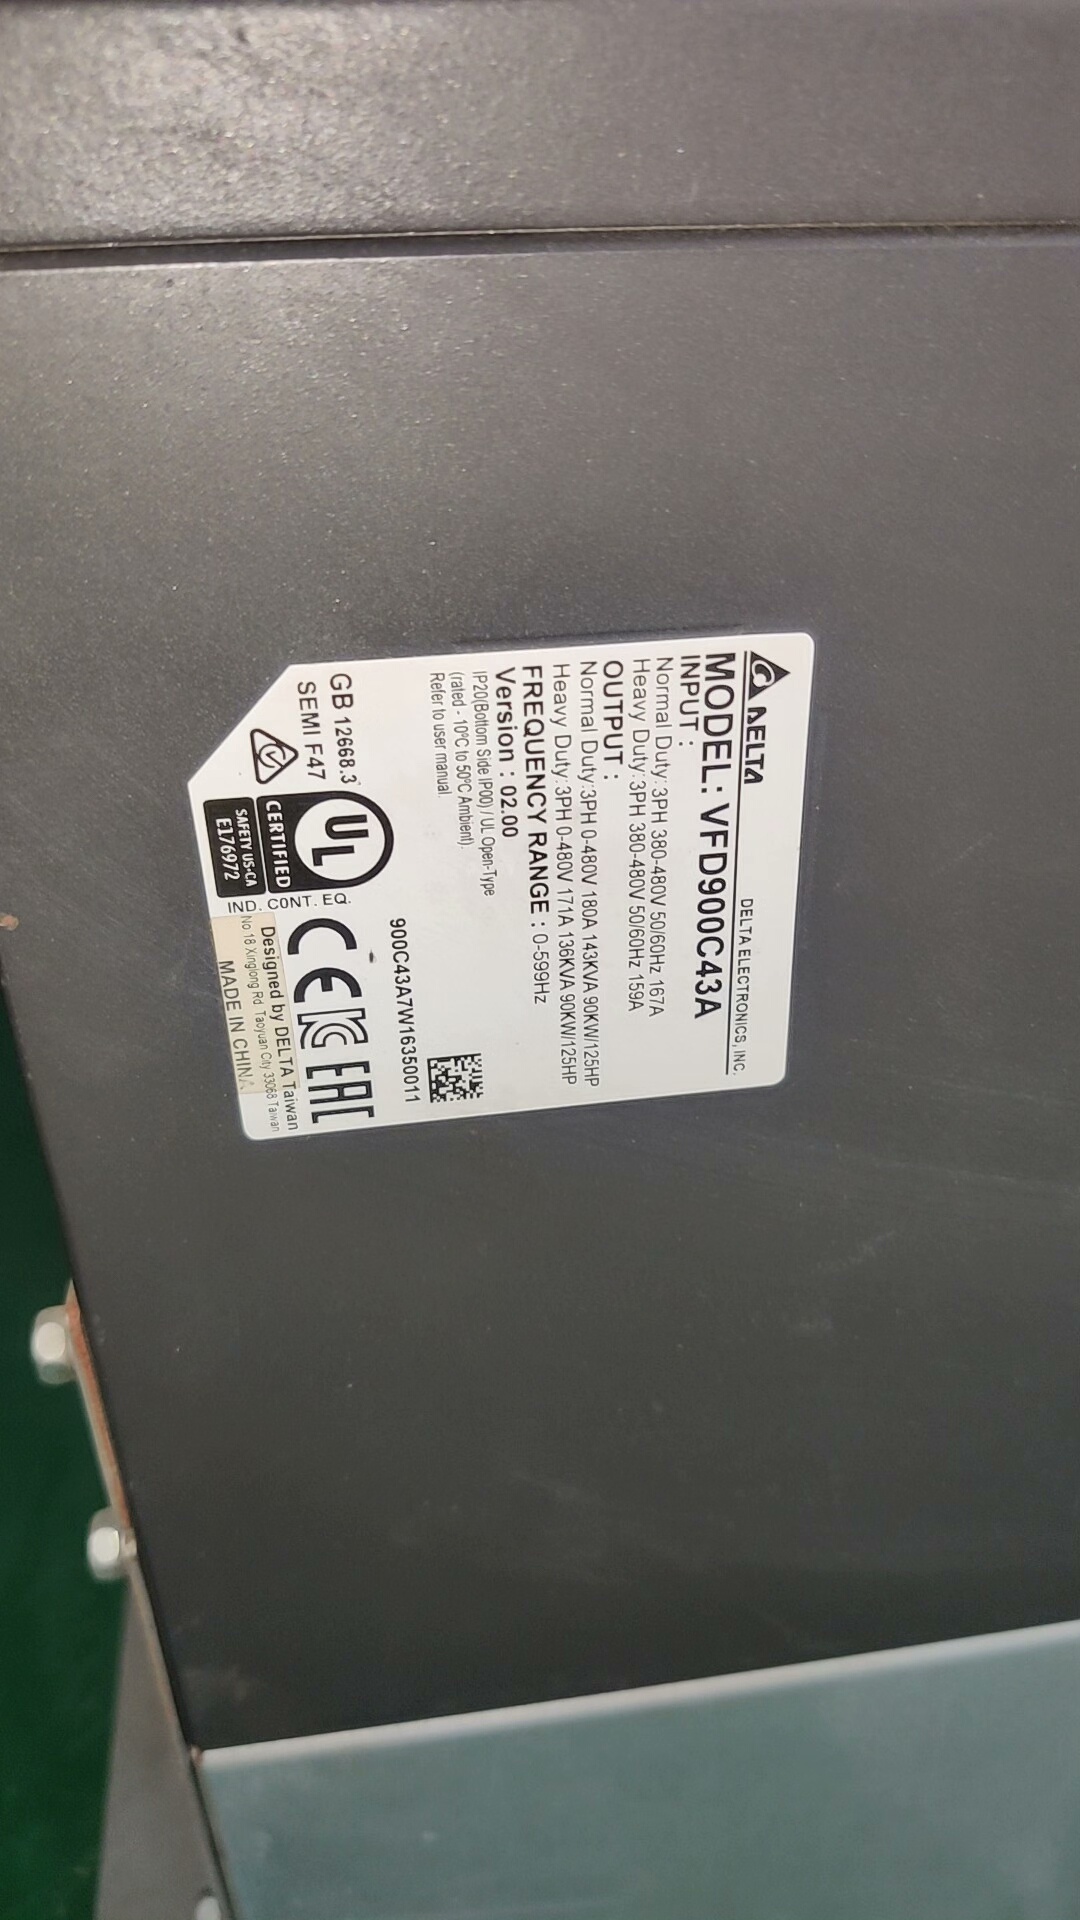 DELTA DELTA ELECTRONICS, INC.
MODEL: VFD900C43A
INPUT :
Normal Duty:3PH 380-480V 50/60Hz 167A
Heavy Duty:3PH 380-480V 50/60Hz 159A
OUTPUT :
Normal Duty:3PH 0-480V 180A 143KVA 90KW/125HP
Heavy Duty:3PH 0-480V 171A 136KVA 90KW/125HP
FREQUENCY RANGE : 0-599Hz
Version : 02.00
IP20(Bottom Side IP00) / UL Open-Type
(rated - 10°C to 50°C Ambient).
Refer to user manual.
900C43A7W16350011
GB 12668.3
SEMI F47
UL
CERTIFIED
SAFETY US-CA
E176972
IND. CONT. EQ.
CE EAC
Designed by DELTA Taiwan
No 18 Xinglong Rd. Taoyuan City 33068 Taiwan
MADE IN CHINA